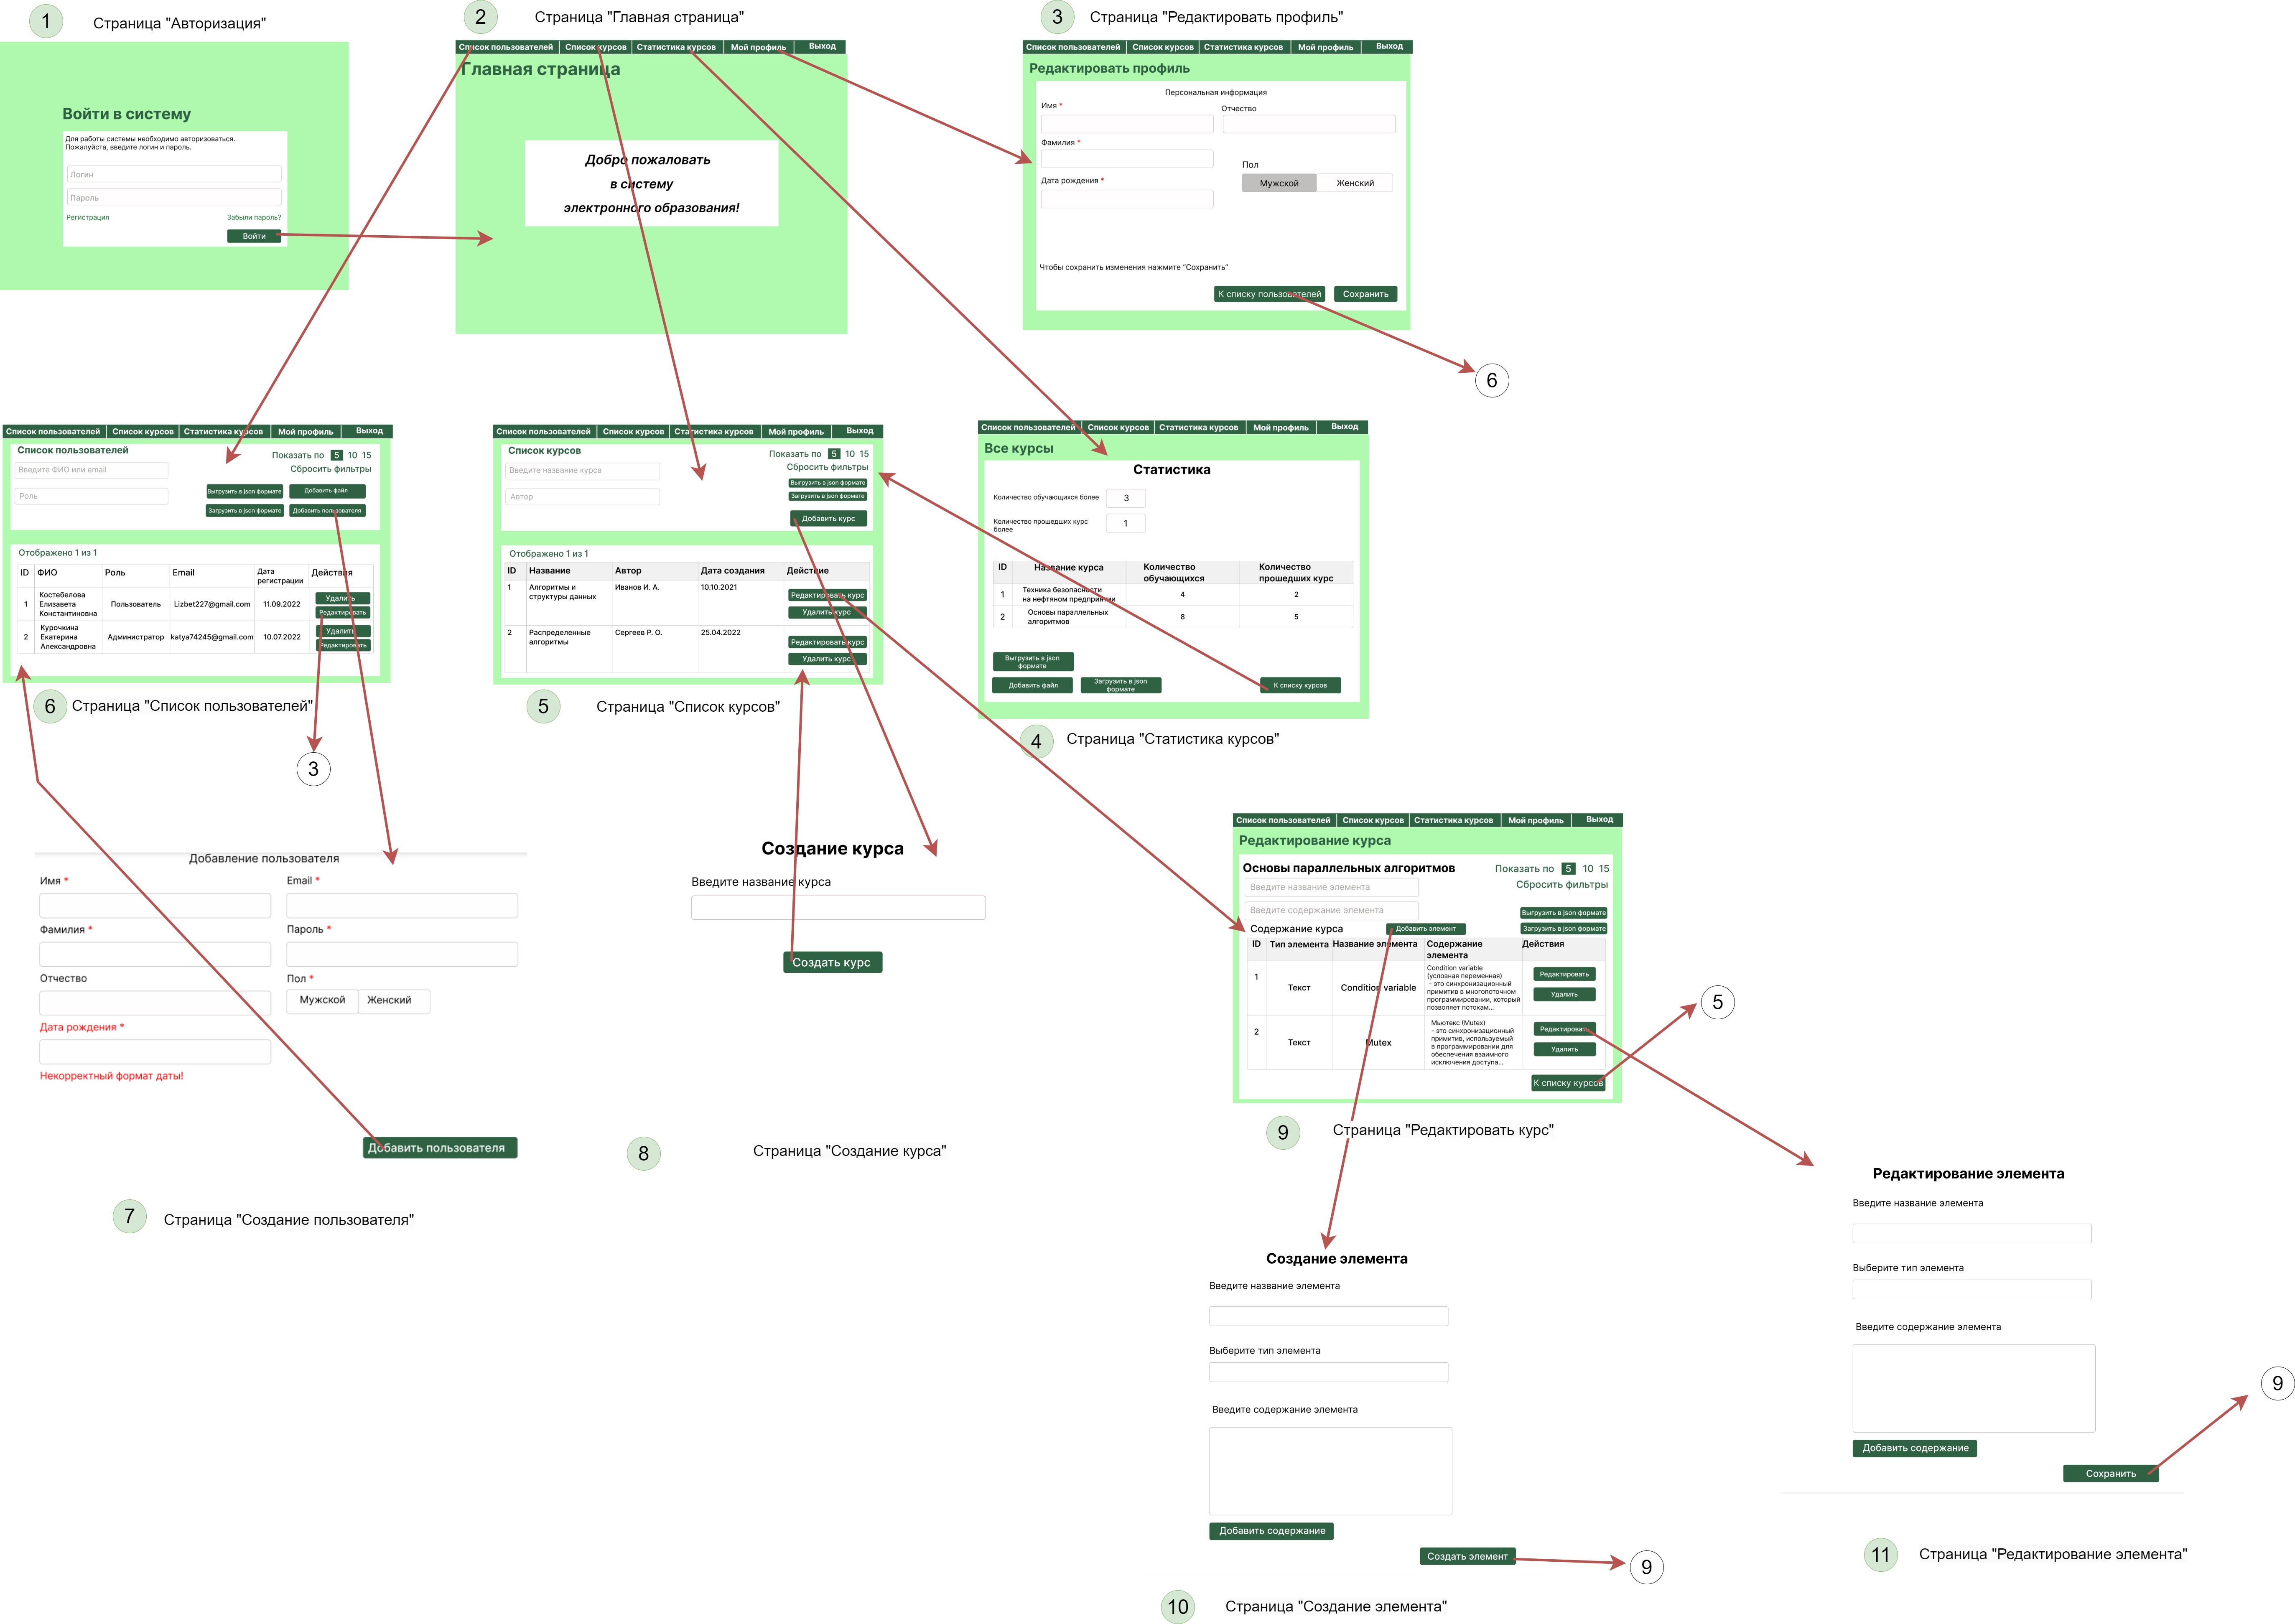 1
Страница "Авторизация"
Войти в систему
Для работы системы необходимо авторизоваться.
Пожалуйста, введите логин и пароль.
Логин
Пароль
Регистрация Забыли пароль?
Войти
2
Страница "Главная страница"
Список пользователей Список курсов Статистика курсов Мой профиль Выход
Главная страница
Добро пожаловать
в систему
электронного образования!
3
Страница "Редактировать профиль"
Список пользователей Список курсов Статистика курсов Мой профиль Выход
Редактировать профиль
Персональная информация
Имя * Отчество
Фамилия *
Пол
Дата рождения * Мужской Женский
Чтобы сохранить изменения нажмите "Сохранить"
К списку пользователей Сохранить
6
Список пользователей Список курсов Статистика курсов Мой профиль Выход
Список пользователей
Показать по 5 10 15
Введите ФИО или email Сбросить фильтры
Роль Выгрузить в json формате Добавить файл
Загрузить в json формате Добавить пользователя
Отображено 1 из 1
ID ФИО Роль Email Дата регистрации Действия
1 Костебелова Елизавета Константиновна Пользователь Lizbet227@gmail.com 11.09.2022 Удалить Редактировать
2 Курочкина Екатерина Александровна Администратор katya74245@gmail.com 10.07.2022 Удалить Редактировать
6 Страница "Список пользователей"
3
Список пользователей Список курсов Статистика курсов Мой профиль Выход
Список курсов
Показать по 5 10 15
Введите название курса Сбросить фильтры
Выгрузить в json формате
Автор Загрузить в json формате
Добавить курс
Отображено 1 из 1
ID Название Автор Дата создания Действие
1 Алгоритмы и структуры данных Иванов И. А. 10.10.2021 Редактировать курс Удалить курс
2 Распределенные алгоритмы Сергеев Р. О. 25.04.2022 Редактировать курс Удалить курс
5 Страница "Список курсов"
Список пользователей Список курсов Статистика курсов Мой профиль Выход
Все курсы
Статистика
Количество обучающихся более 3
Количество прошедших курс более 1
ID Название курса Количество обучающихся Количество прошедших курс
1 Техника безопасности на нефтяном предприятии 4 2
2 Основы параллельных алгоритмов 8 5
Выгрузить в json формате
Добавить файл Загрузить в json формате К списку курсов
4 Страница "Статистика курсов"
Добавление пользователя
Имя * Email *
Фамилия * Пароль *
Отчество Пол *
Мужской Женский
Дата рождения *
Некорректный формат даты!
Добавить пользователя
7 Страница "Создание пользователя"
Создание курса
Введите название курса
Создать курс
8 Страница "Создание курса"
Список пользователей Список курсов Статистика курсов Мой профиль Выход
Редактирование курса
Основы параллельных алгоритмов Показать по 5 10 15
Введите название элемента Сбросить фильтры
Введите содержание элемента Выгрузить в json формате
Содержание курса Добавить элемент Загрузить в json формате
ID Тип элемента Название элемента Содержание элемента Действия
1 Текст Condition variable
Condition variable
(условная переменная)
- это синхронизационный
примитив в многопоточном
программировании, который
позволяет потокам...
Редактировать
Удалить
2 Текст Mutex
Мьютекс (Mutex)
- это синхронизационный
примитив, используемый
в программировании для
обеспечения взаимного
исключения доступа...
Редактировать
Удалить
К списку курсов
5
9 Страница "Редактировать курс"
Создание элемента
Введите название элемента
Выберите тип элемента
Введите содержание элемента
Добавить содержание
Создать элемент
9
10 Страница "Создание элемента"
Редактирование элемента
Введите название элемента
Выберите тип элемента
Введите содержание элемента
Добавить содержание
Сохранить
9
11 Страница "Редактирование элемента"